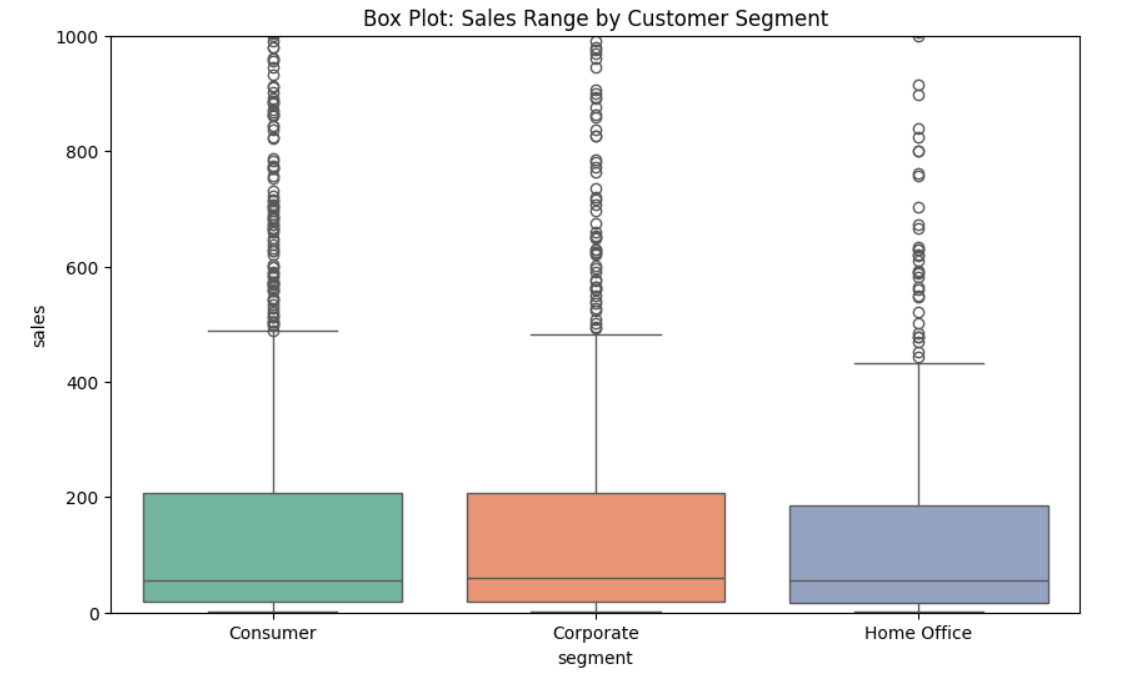 Box Plot: Sales Range by Customer Segment
1000
800
600
400
200
0
sales
Consumer
Corporate
Home Office
segment